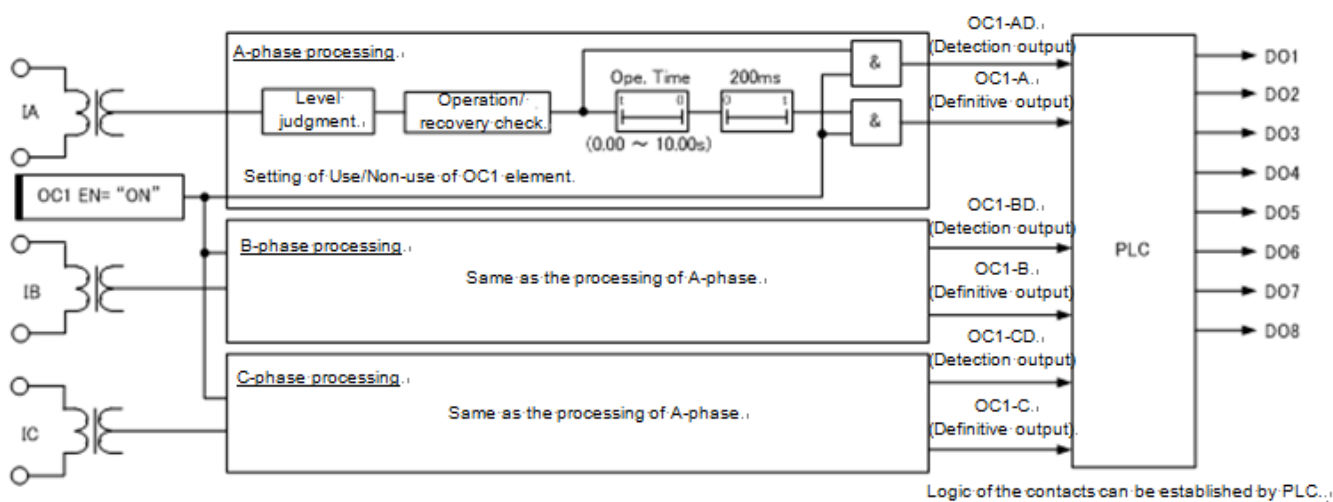 OC1-AD.
(Detection output)
A-phase processing.
&
DO1
IA
Level judgment.
Operation/ recovery check.
Ope. Time
t 0
(0.00 ~ 10.00s)
200ms
0 1
OC1-A.
(Definitive output)
&
DO2
DO3
Setting of Use/Non-use of OC1 element.
OC1 EN= “ON”
DO4
OC1-BD.
(Detection output)
DO5
B-phase processing.
Same as the processing of A-phase.
PLC
DO6
IB
OC1-B.
(Definitive output)
DO7
DO8
OC1-CD.
(Detection output)
C-phase processing.
Same as the processing of A-phase.
IC
OC1-C.
(Definitive output).
Logic of the contacts can be established by PLC.